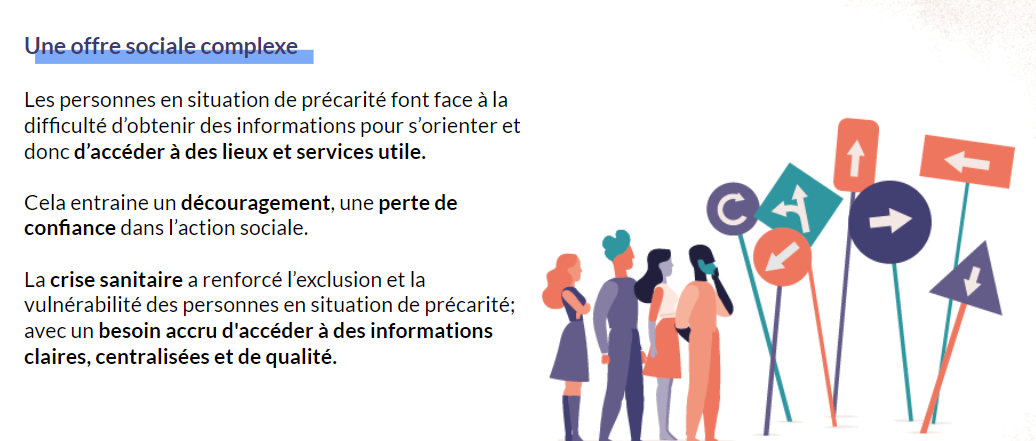 Une offre sociale complexe
Les personnes en situation de précarité font face à la
difficulté d’obtenir des informations pour s’orienter et
donc d’accéder à des lieux et services utile.
Cela entraine un découragement, une perte de
confiance dans l’action sociale.
La crise sanitaire a renforcé l’exclusion et la
vulnérabilité des personnes en situation de précarité;
avec un besoin accru d'accéder à des informations
claires, centralisées et de qualité.